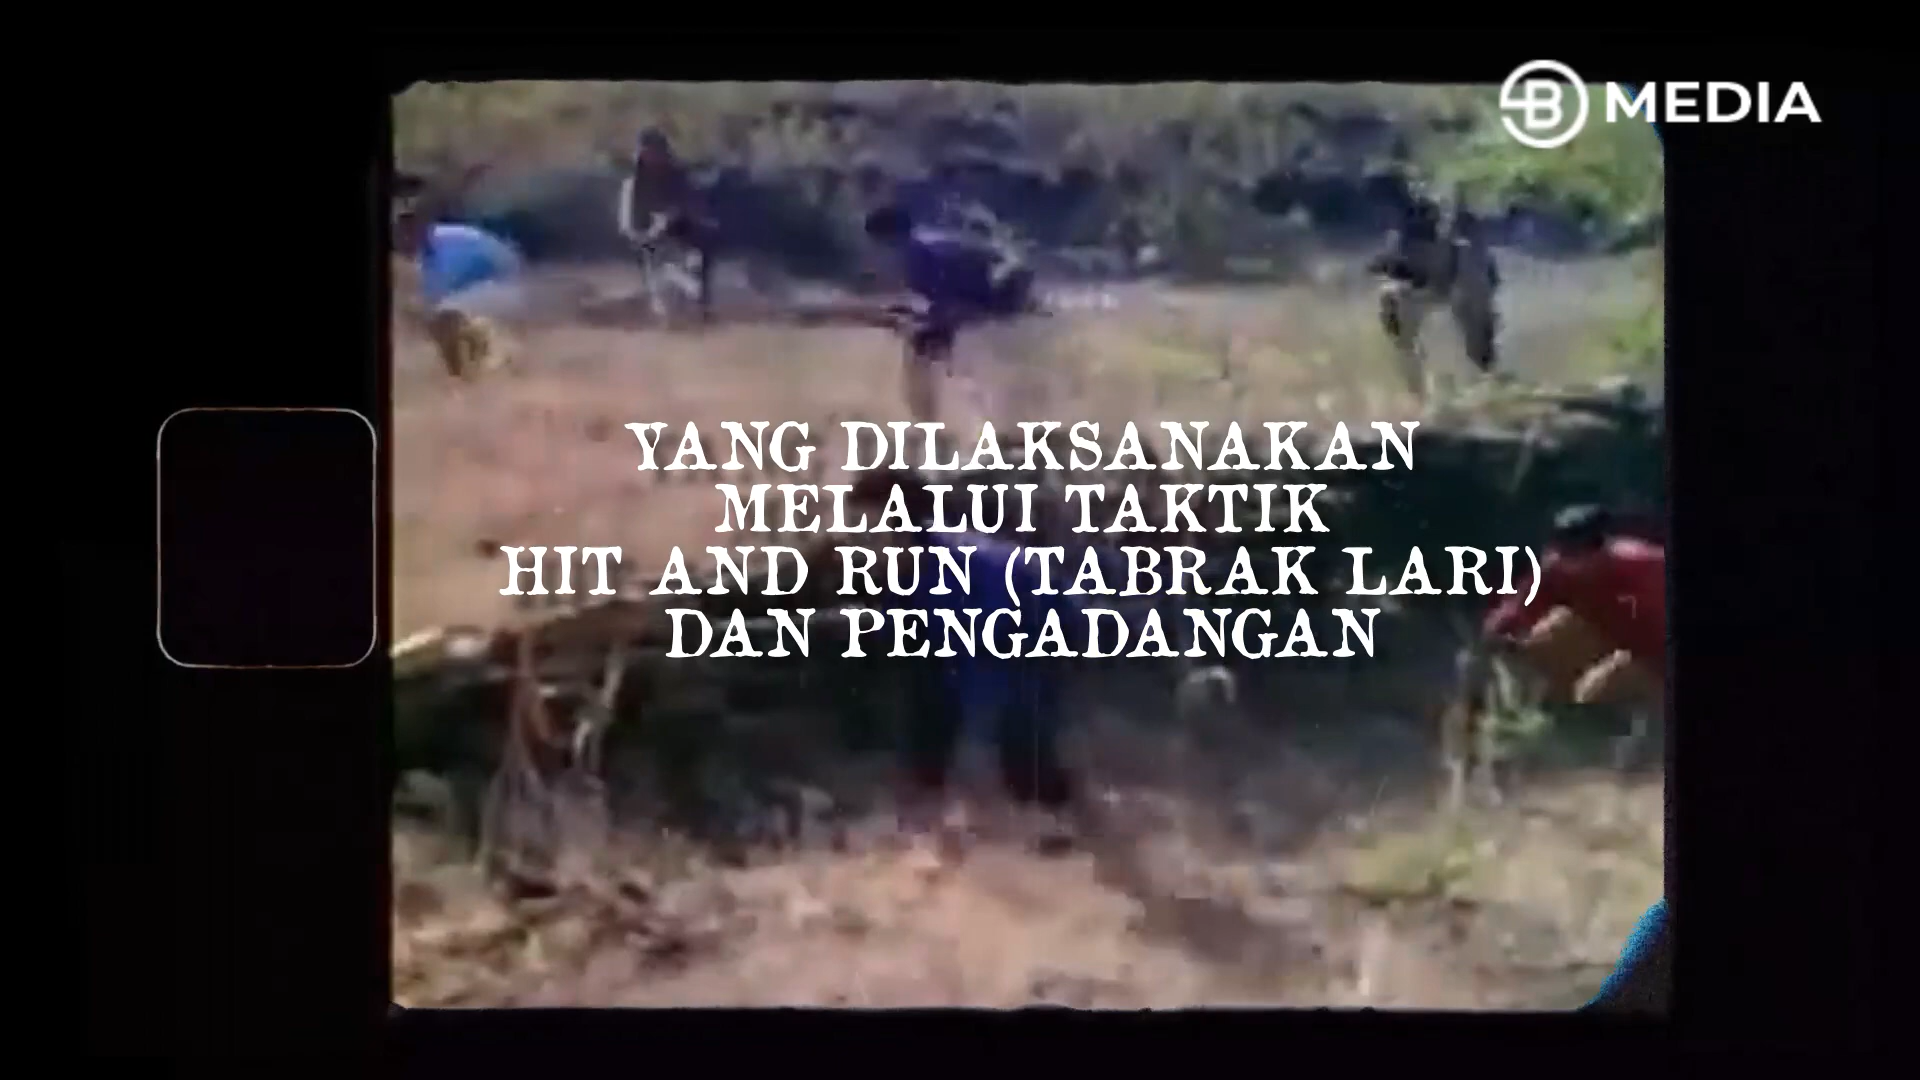 MEDIA
YANG DILAKSANAKAN
MELALUI TAKTIK
HIT AND RUN (TABRAK LARI)
DAN PENGADANGAN